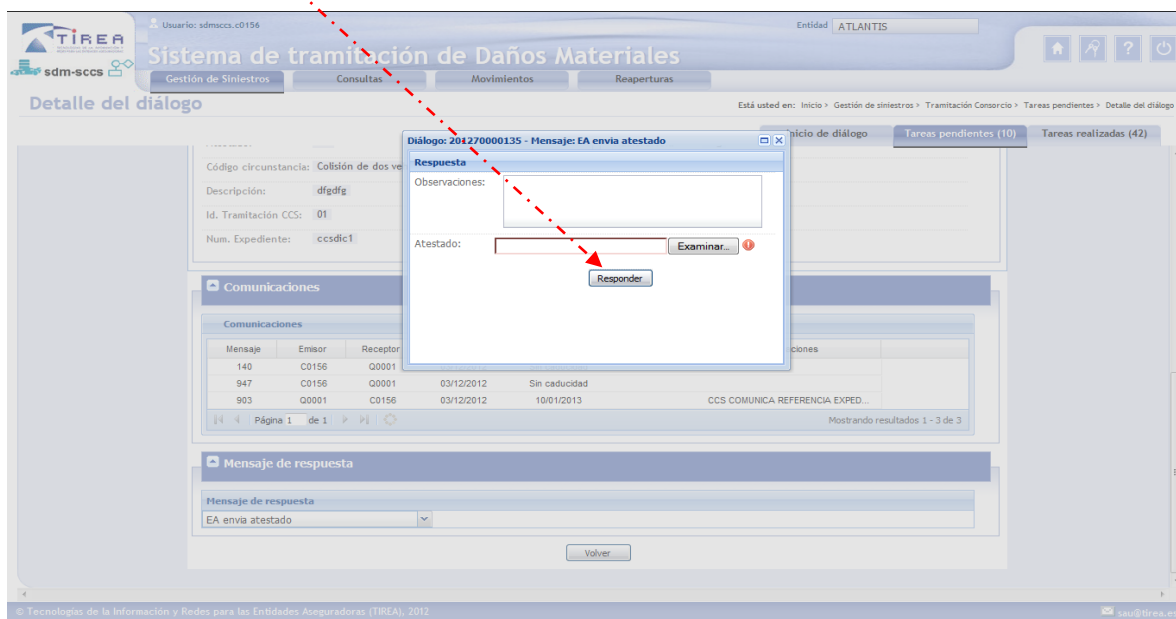 Usuario: sdmsccs.c0156
Entidad ATLANTIS
TIREA
sdm-sccs
Sistema de tramitación de Daños Materiales
Gestión de Siniestros Consultas Movimientos Reaperturas
Detalle del diálogo
Está usted en: Inicio > Gestión de siniestros > Tramitación Consorcio > Tareas pendientes > Detalle del diálogo
nicio de diálogo Tareas pendientes (10) Tareas realizadas (42)
Diálogo: 201270000135 - Mensaje: EA envia atestado
Respuesta
Observaciones:
Atestado: Examinar...
Responder
Código circunstancia: Colisión de dos ve
Descripción: dfgdfg
Id. Tramitación CCS: 01
Num. Expediente: ccsdic1
Comunicaciones
Comunicaciones
Mensaje Emisor Receptor ciones
140 C0156 Q0001
947 C0156 Q0001 03/12/2012 Sin caducidad
903 Q0001 C0156 03/12/2012 10/01/2013 CCS COMUNICA REFERENCIA EXPED...
Página 1 de 1 Mostrando resultados 1 - 3 de 3
Mensaje de respuesta
Mensaje de respuesta
EA envia atestado
Volver
© Tecnologías de la Información y Redes para las Entidades Aseguradoras (TIREA), 2012
sau@tirea.es